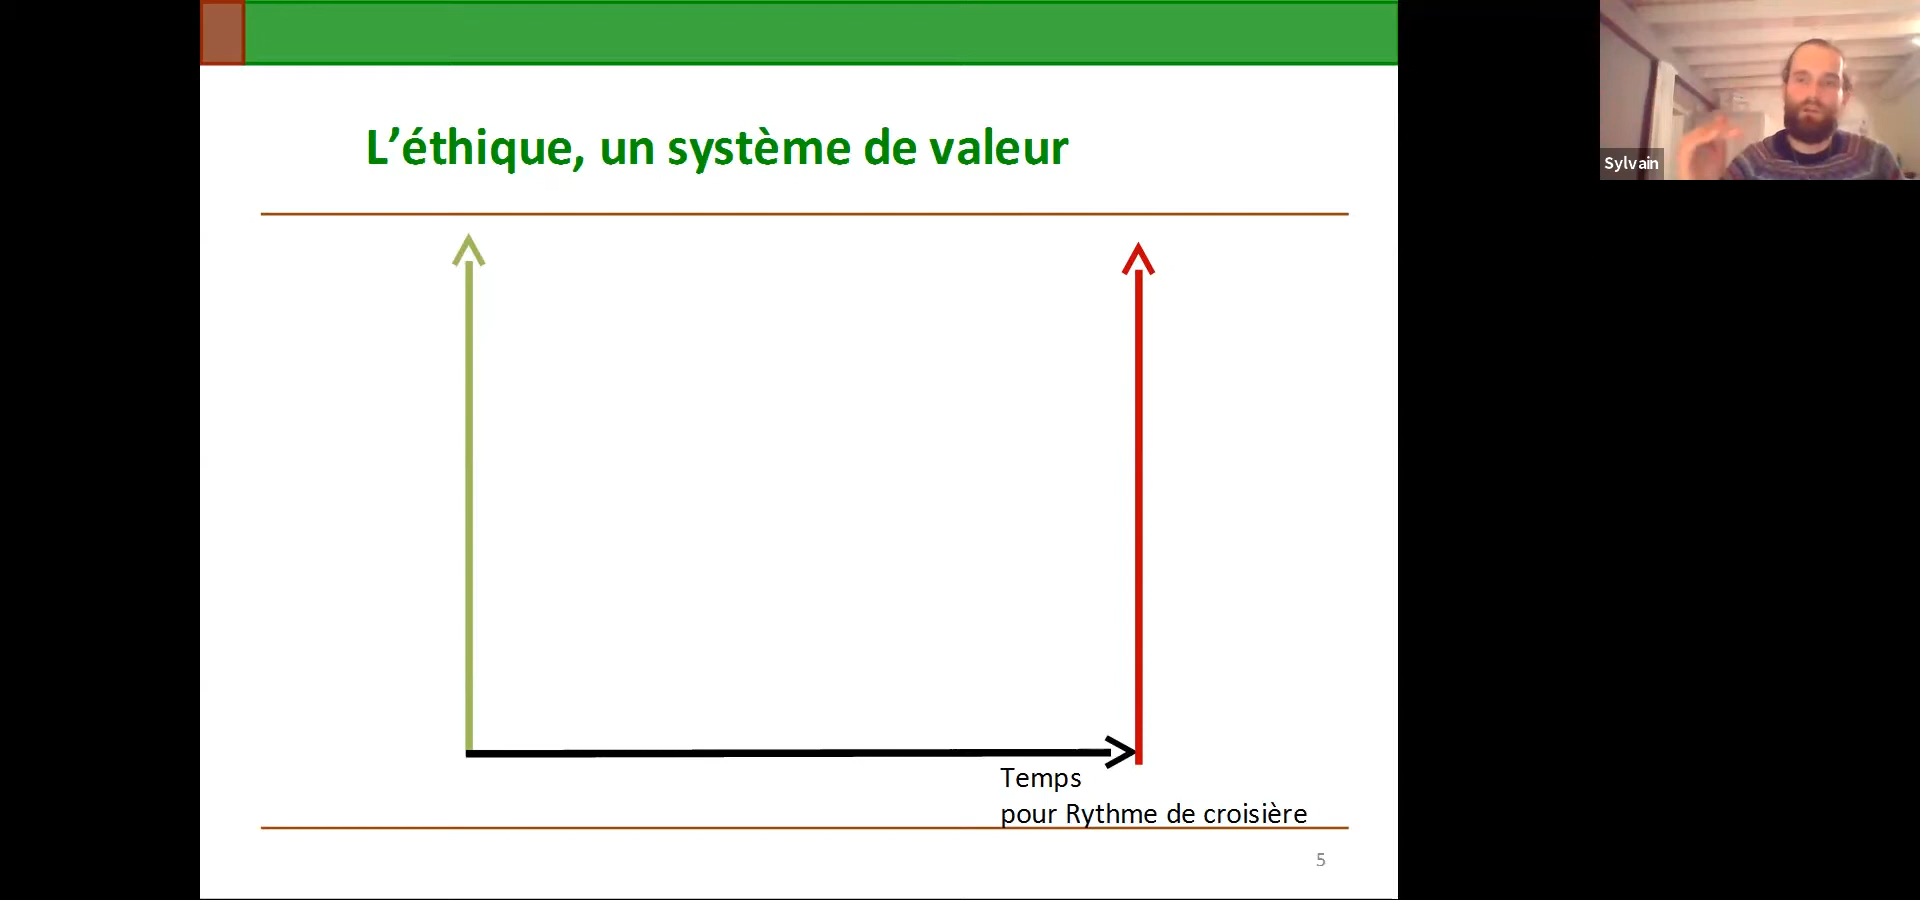 L’éthique, un système de valeur
Sylvain
Temps
pour Rythme de croisière
5